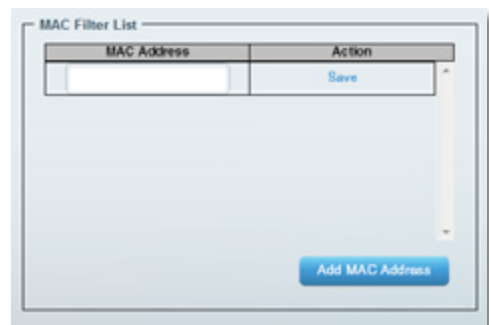 MAC Filter List
MAC Address Action
Save
Add MAC Address